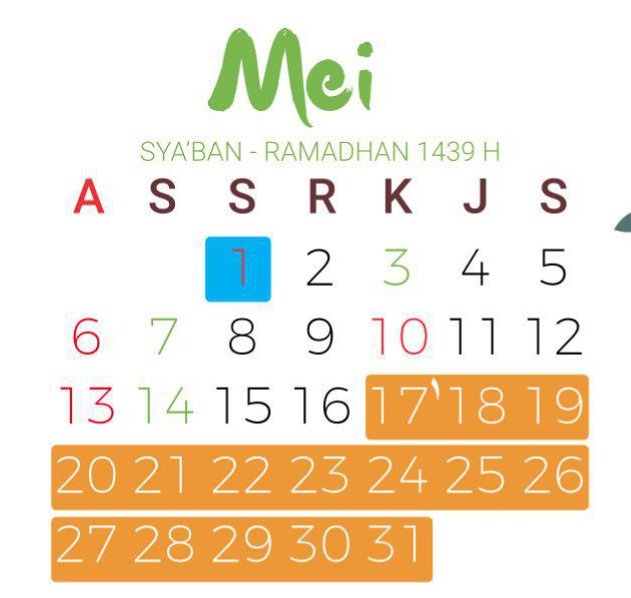 Mei
SYA'BAN - RAMADHAN 1439 H
A S S R K J S
1 2 3 4 5
6 7 8 9 10 11 12
13 14 15 16 17' 18 19
20 21 22 23 24 25 26
27 28 29 30 31